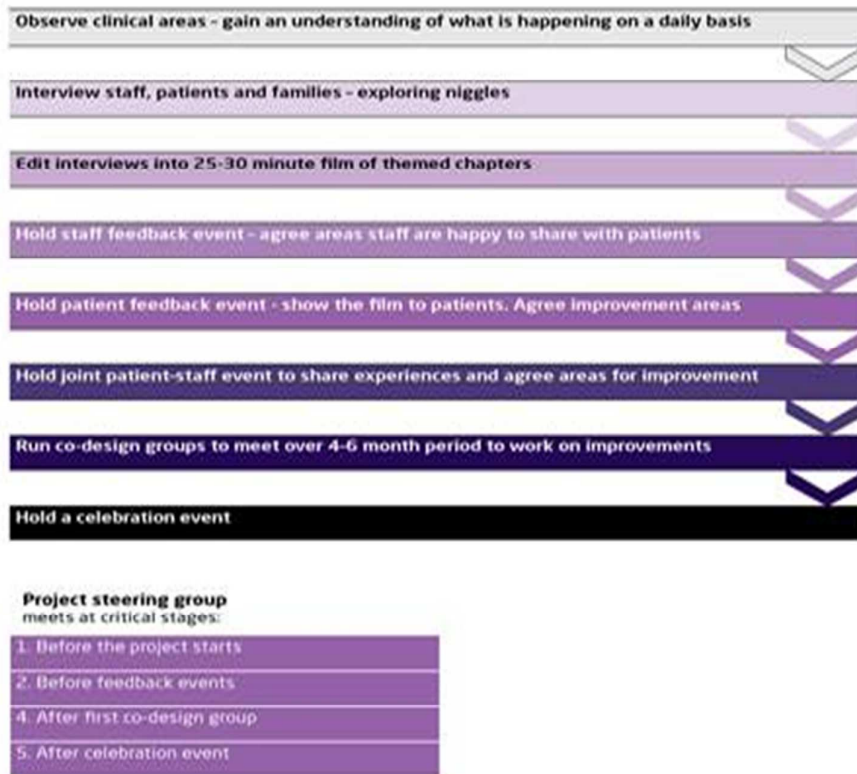 Observe clinical areas - gain an understanding of what is happening on a daily basis
Interview staff, patients and families - exploring niggles
Edit interviews into 25-30 minute film of themed chapters
Hold staff feedback event - agree areas staff are happy to share with patients
Hold patient feedback event - show the film to patients. Agree improvement areas
Hold joint patient-staff event to share experiences and agree areas for improvement
Run co-design groups to meet over 4-6 month period to work on improvements
Hold a celebration event
Project steering group
meets at critical stages:
1. Before the project starts
2. Before feedback events
4. After first co-design group
5. After celebration event